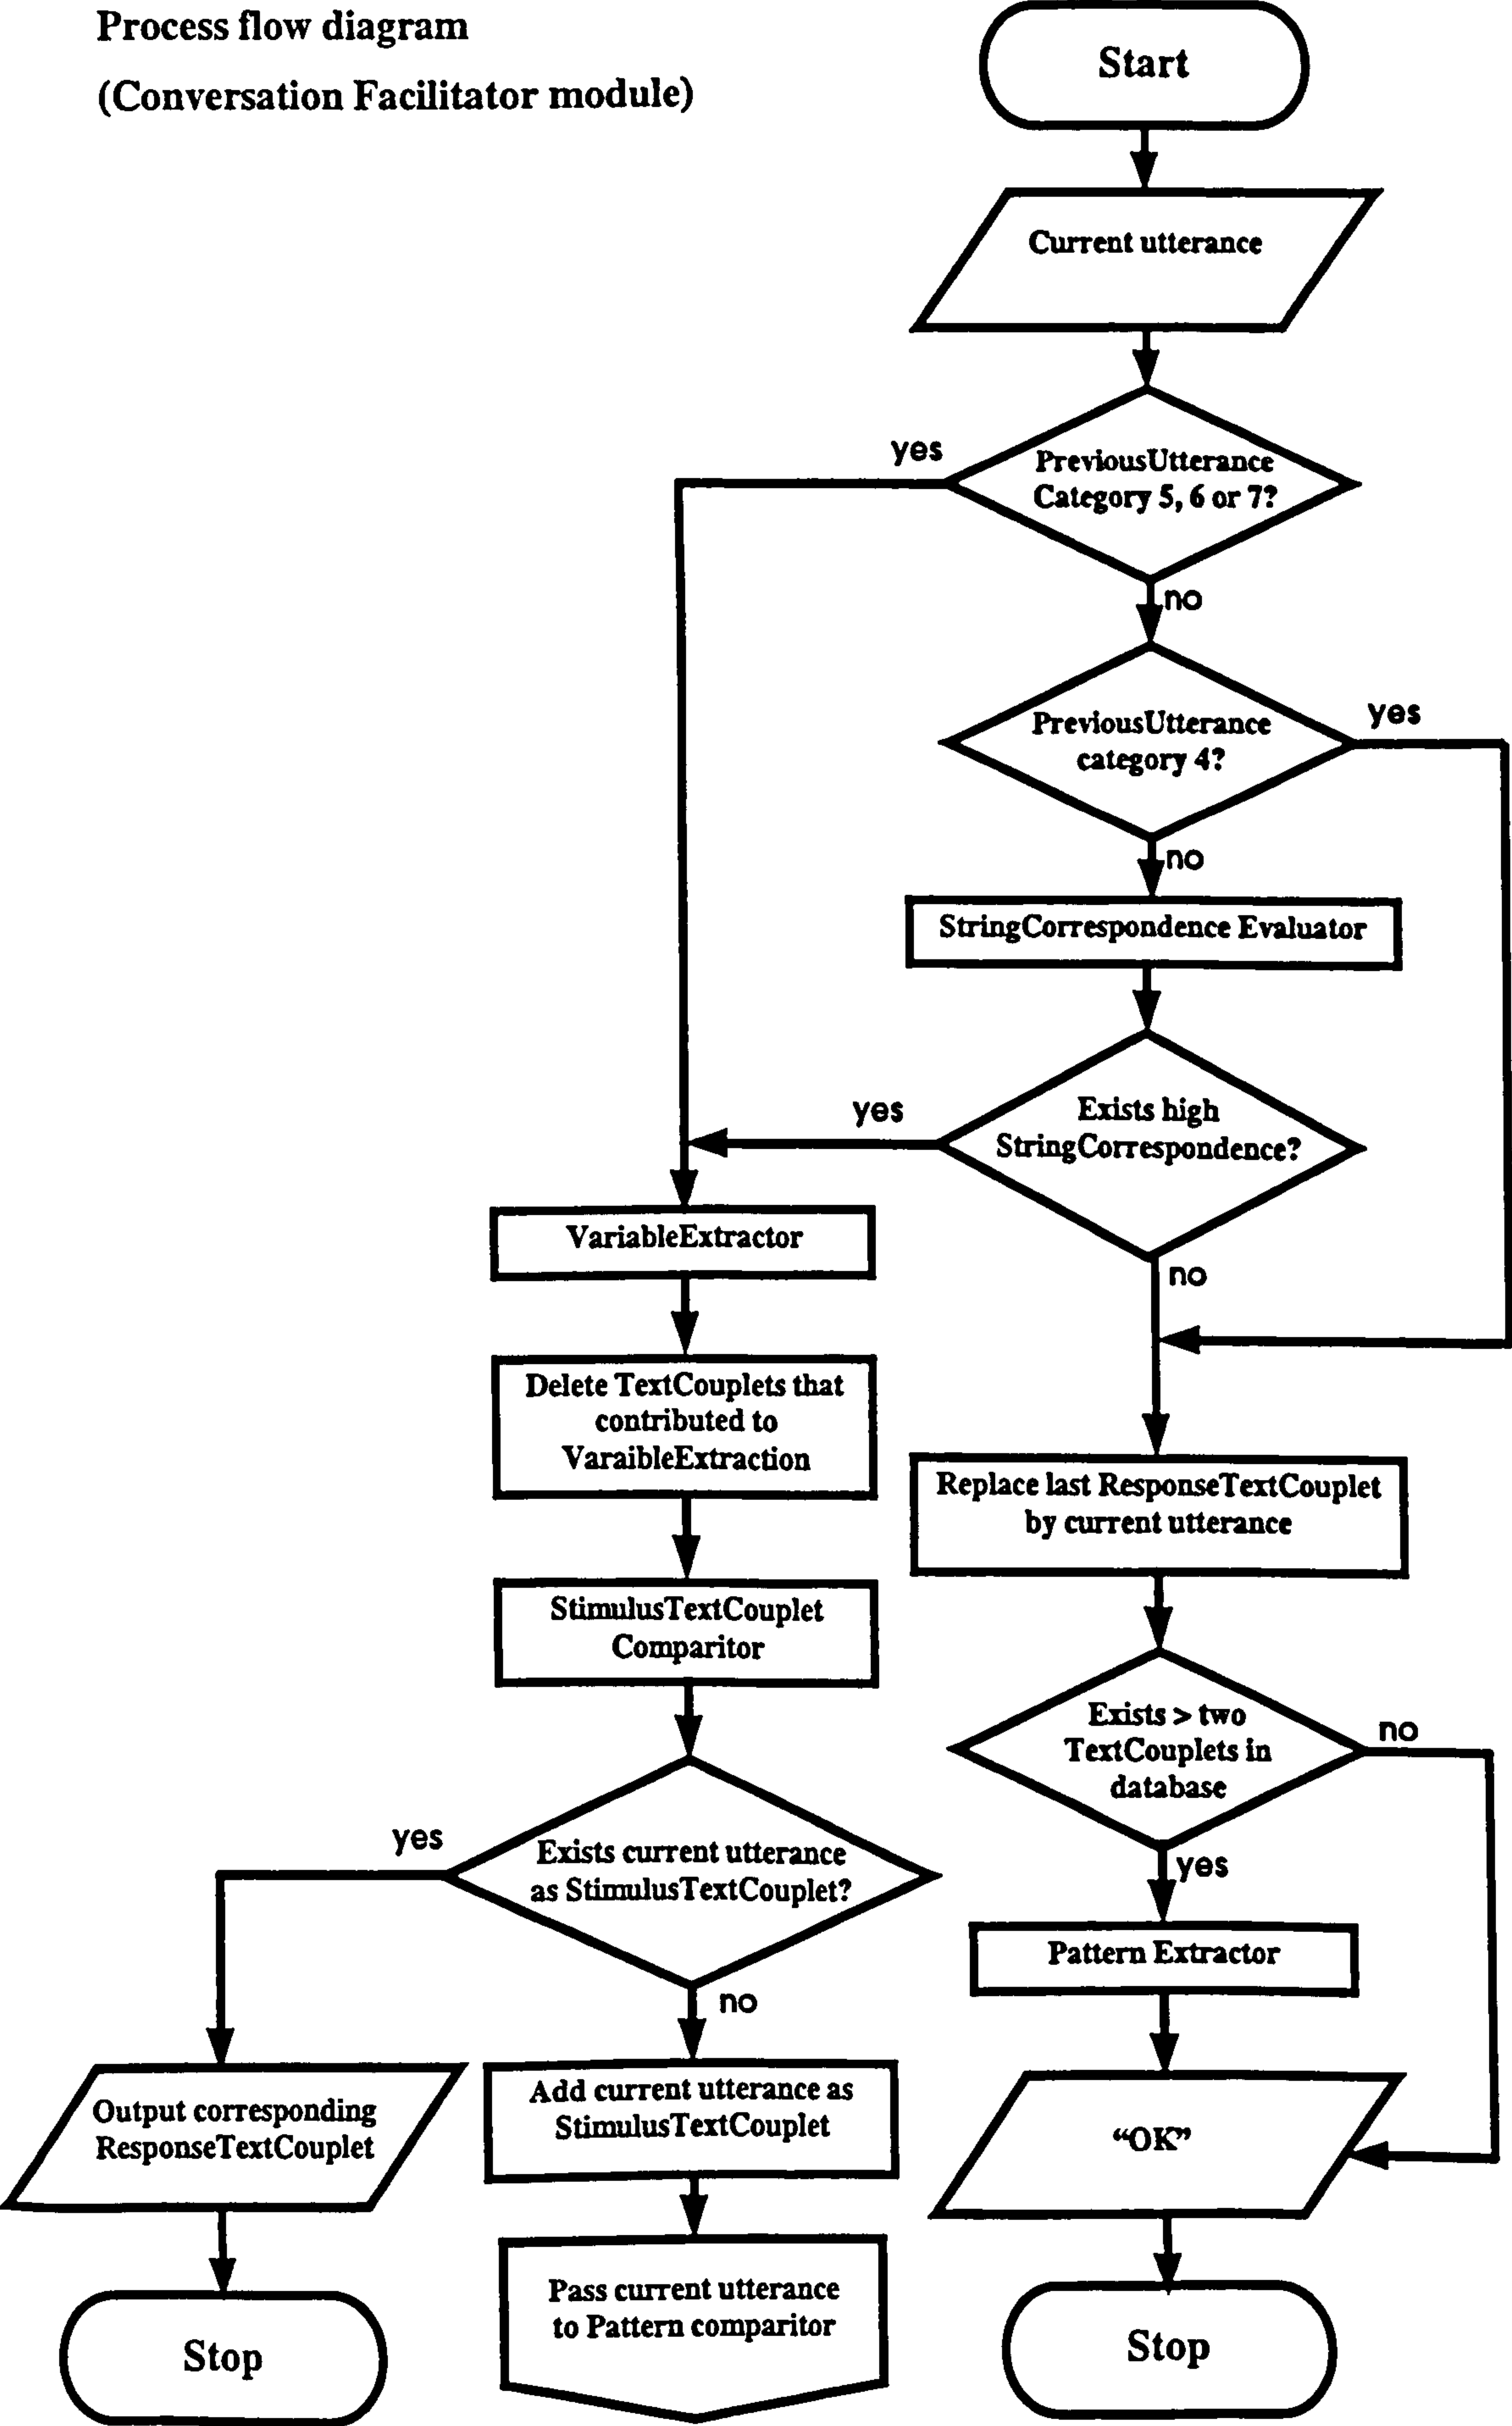 Process flow diagram
(Conversation Facilitator module)
Start
Current utterance
yes
PreviousUtterance
Category 5, 6 or 7?
no
PreviousUtterance
category 4?
yes
no
StringCorrespondence Evaluator
yes
Exists high
StringCorrespondence?
no
VariableExtractor
Delete TextCouplets that
contributed to
VaraibleExtraction
Replace last ResponseTextCouplet
by current utterance
StimulusTextCouplet
Comparitor
Exists > two
TextCouplets in
database
no
yes
yes
Exists current utterance
as StimulusTextCouplet?
no
Pattern Extractor
Output corresponding
ResponseTextCouplet
Add current utterance as
StimulusTextCouplet
“OK”
Pass current utterance
to Pattern comparitor
Stop
Stop